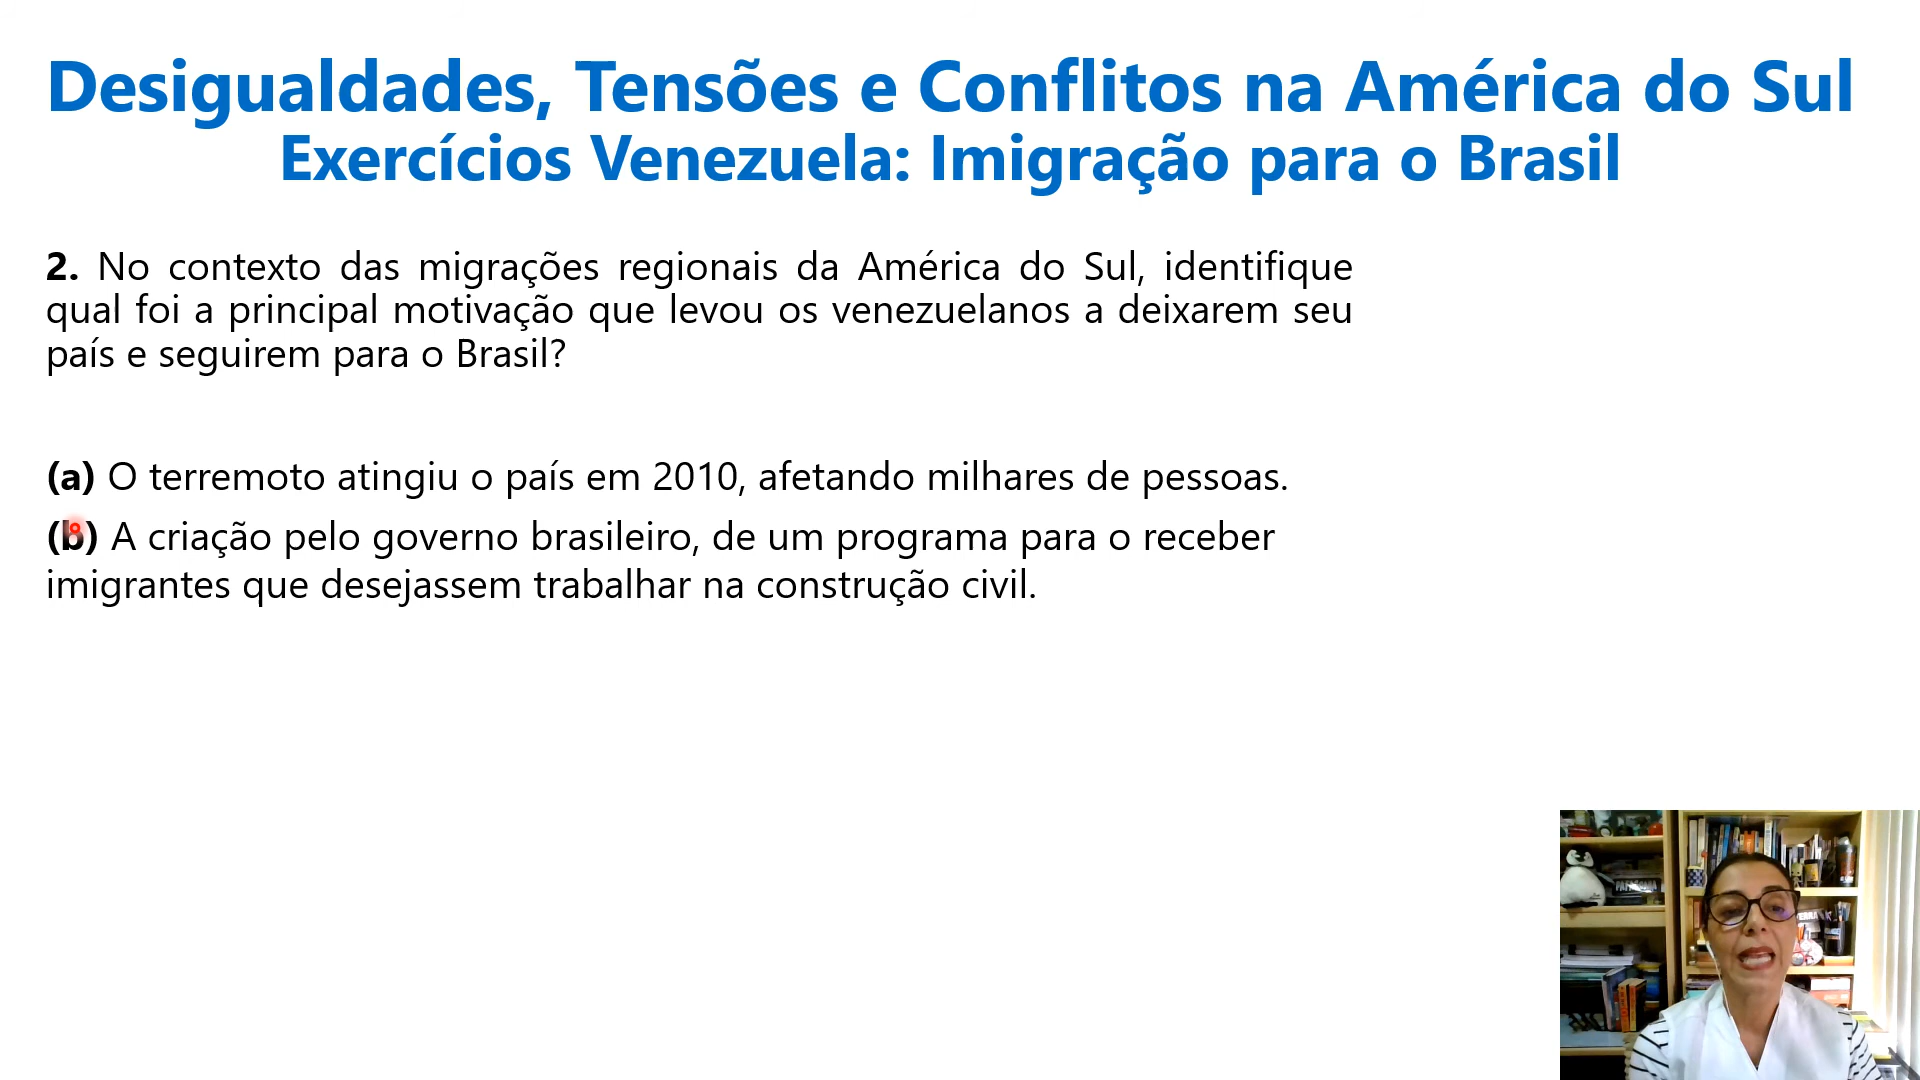 Desigualdades, Tensões e Conflitos na América do Sul
Exercícios Venezuela: Imigração para o Brasil
2. No contexto das migrações regionais da América do Sul, identifique
qual foi a principal motivação que levou os venezuelanos a deixarem seu
país e seguirem para o Brasil?
(a) O terremoto atingiu o país em 2010, afetando milhares de pessoas.
(b) A criação pelo governo brasileiro, de um programa para o receber
imigrantes que desejassem trabalhar na construção civil.